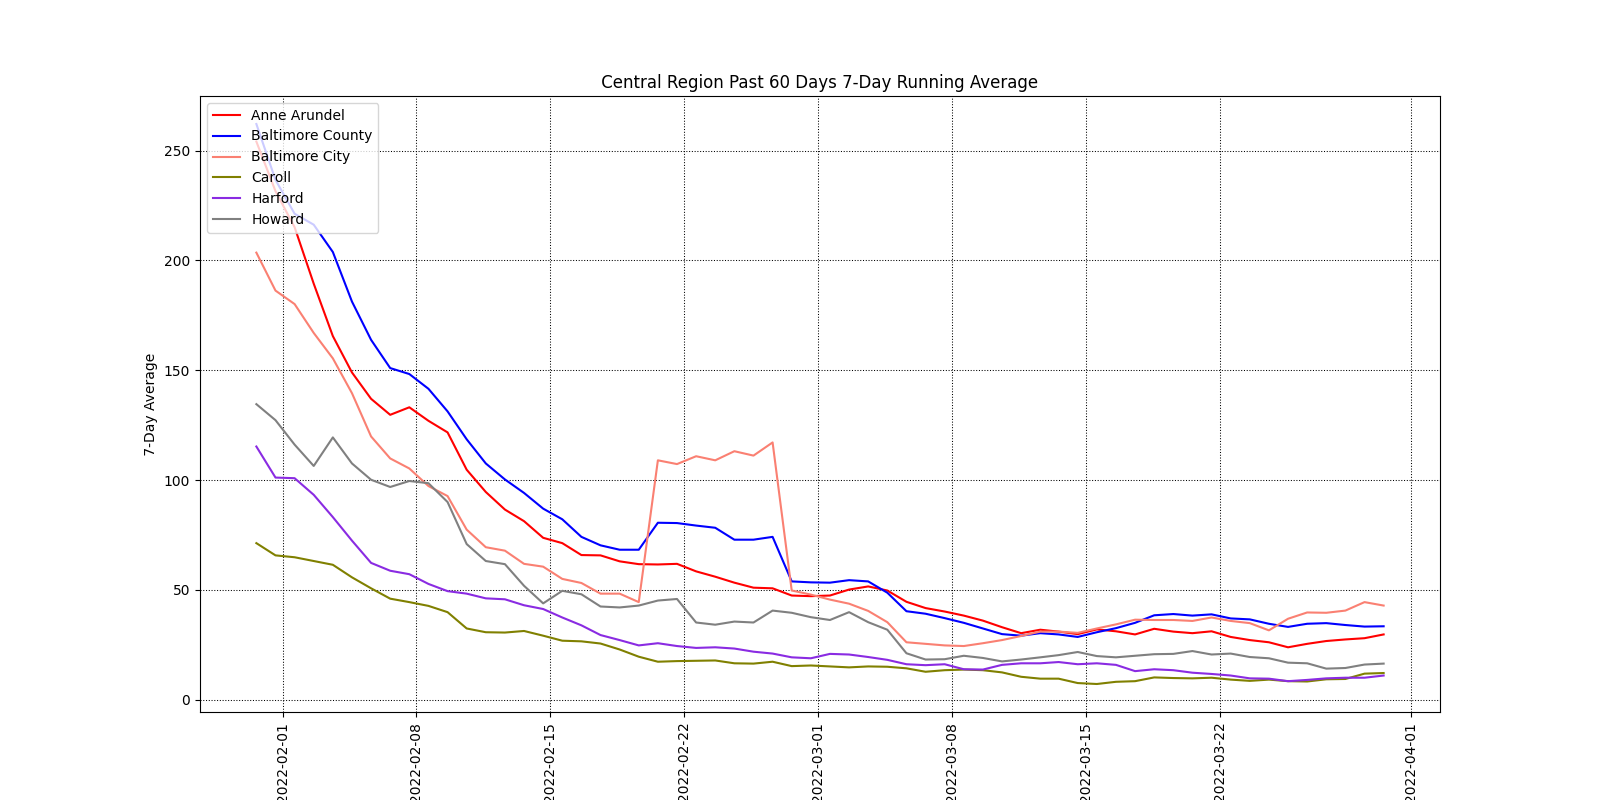 Central Region Past 60 Days 7-Day Running Average
Anne Arundel
Baltimore County
Baltimore City
Caroll
Harford
Howard
7-Day Average
250
200
150
100
50
0
2022-02-01
2022-02-08
2022-02-15
2022-02-22
2022-03-01
2022-03-08
2022-03-15
2022-03-22
2022-04-01